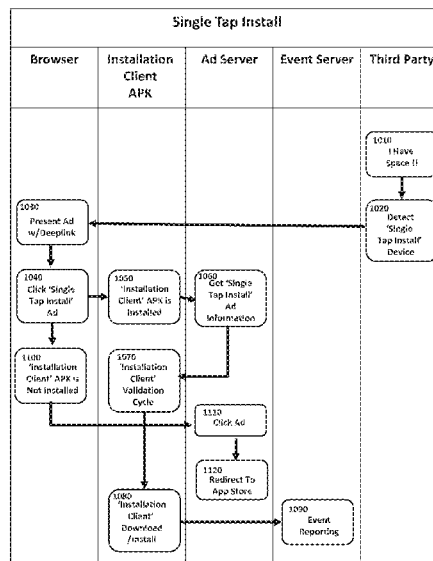 Single Tap Install
Browser
Installation
Client
APK
Ad Server
Event Server
Third Party
1010
I Have
Space !!
1020
Detect 'Single
Tap Install'
Device
1030
Present Ad
w/Deeplink
1040
Click 'Single
Tap Install'
Ad
1050
'Installation
Client' APK is
Installed
1060
Get 'Single
Tap Install'
Ad
Information
1100
'Installation
Client' APK is
Not Installed
1070
'Installation
Client'
Validation
Cycle
1110
Click Ad
1120
Redirect To
App Store
1080
'Installation
Client'
Download
/Install
1090
Event
Reporting